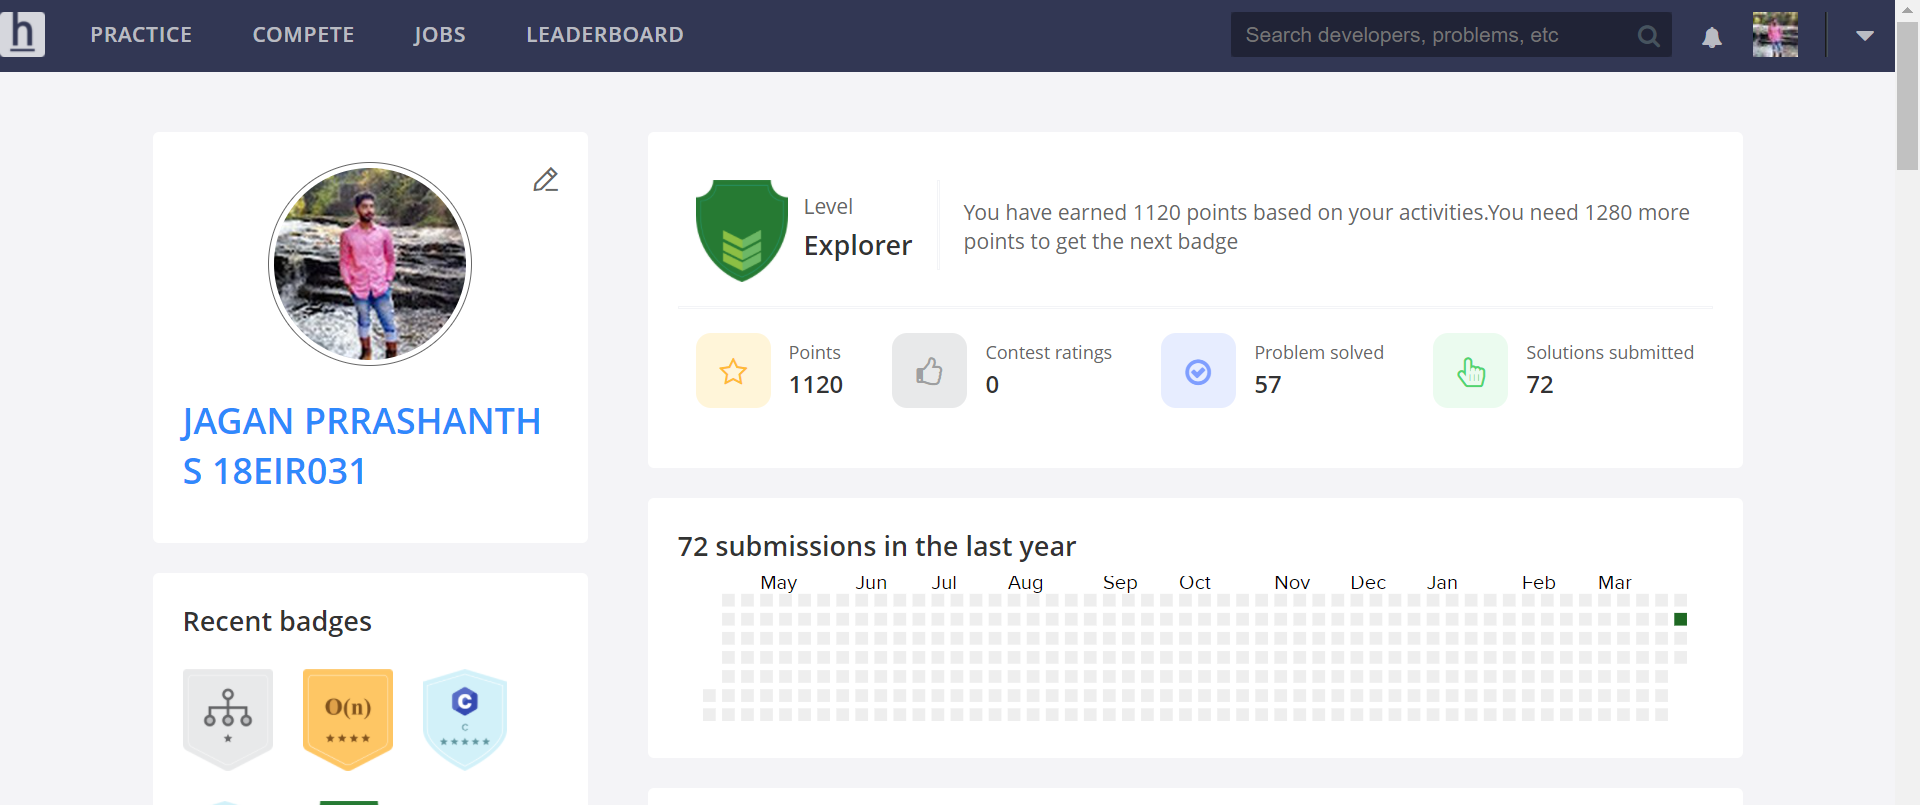 h
PRACTICE
COMPETE
JOBS
LEADERBOARD
Search developers, problems, etc
JAGAN PRRASHANTH
S 18EIR031
Recent badges
O(n)
C
C
Level
Explorer
You have earned 1120 points based on your activities.You need 1280 more
points to get the next badge
Points
1120
Contest ratings
0
Problem solved
57
Solutions submitted
72
72 submissions in the last year
May Jun Jul Aug Sep Oct Nov Dec Jan Feb Mar